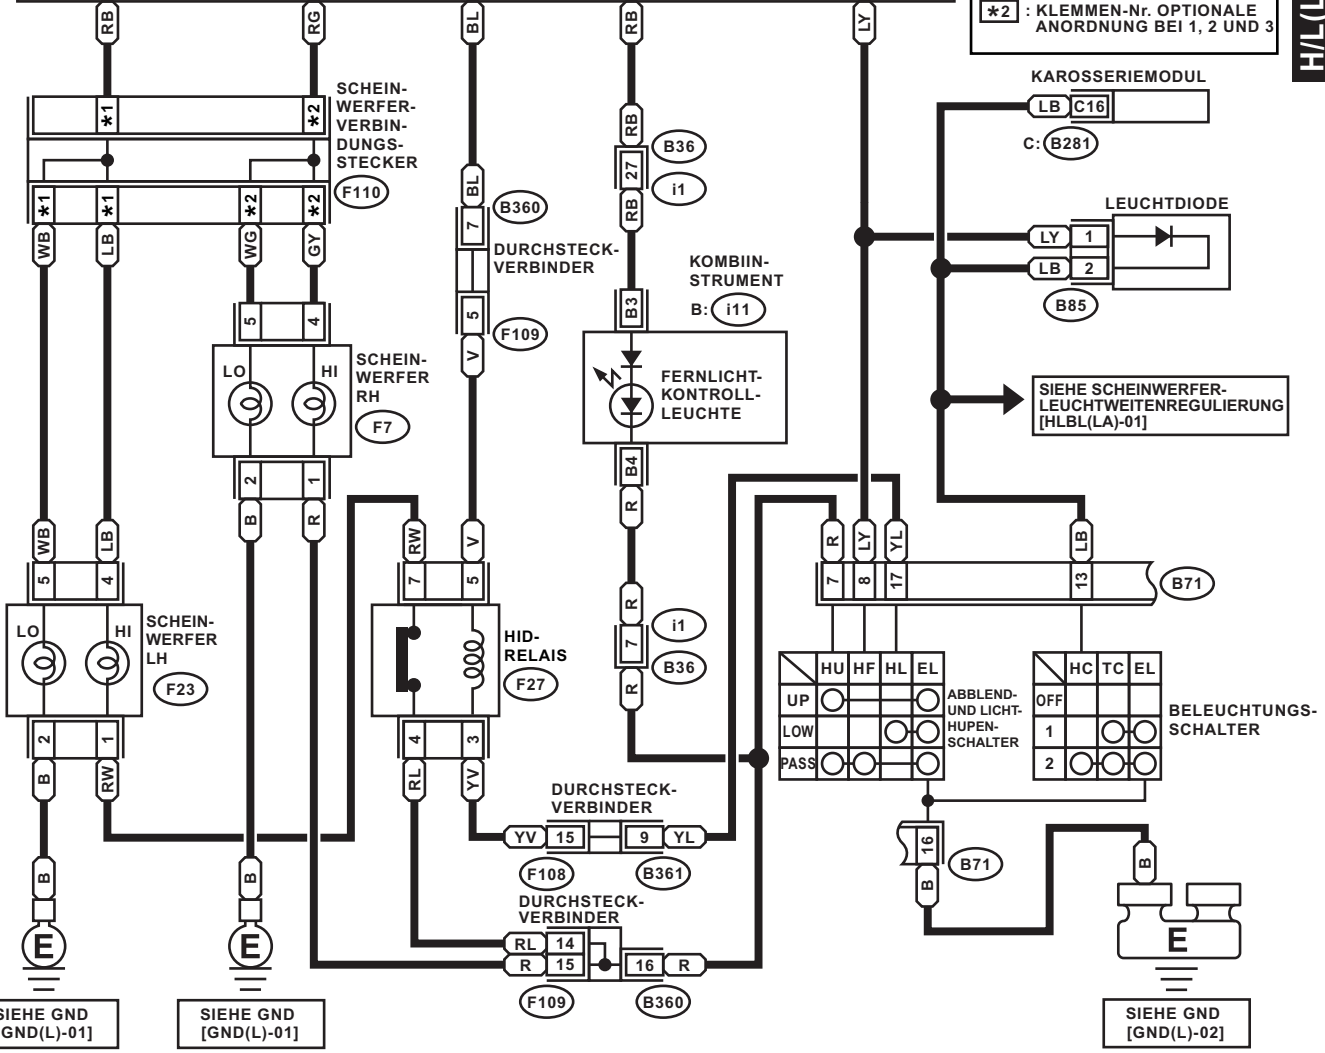 RB
RG
BL
RB
LY
*2 : KLEMMEN-Nr. OPTIONALE
ANORDNUNG BEI 1, 2 UND 3
*1
*2
SCHEIN-
WERFER-
VERBIN-
DUNGS-
STECKER
F110
*1
*1
*2
*2
WB
LB
WG
GY
BL
7
B360
DURCHSTECK-
VERBINDER
5
F109
V
RB
27
B36
i1
RB
B3
KOMBIIN-
STRUMENT
B: i11
FERNLICHT-
KONTROLL-
LEUCHTE
B4
R
KAROSSERIEMODUL
LB C16
C: B281
LEUCHTDIODE
LY 1
LB 2
B85
SIEHE SCHEINWERFER-
LEUCHTWEITENREGULIERUNG
[HLBL(LA)-01]
5
4
LO
HI
SCHEIN-
WERFER
RH
F7
2
1
B
R
WB
LB
5
4
LO
HI
SCHEIN-
WERFER
LH
F23
2
1
B
RW
RW
V
7
5
HID-
RELAIS
F27
4
3
RL
YV
R
i1
7
B36
R
R
LY
YL
LB
7
8
17
13
B71
HU HF HL EL
UP
LOW
PASS
ABBLEND-
UND LICHT-
HUPEN-
SCHALTER
HC TC EL
OFF
1
2
BELEUCHTUNGS-
SCHALTER
DURCHSTECK-
VERBINDER
YV 15 9 YL
F108 B361
DURCHSTECK-
VERBINDER
RL 14
R 15 16 R
F109 B360
16
B71
B
B
B
B
E
E
E
SIEHE GND
GND(L)-01]
SIEHE GND
[GND(L)-01]
SIEHE GND
[GND(L)-02]